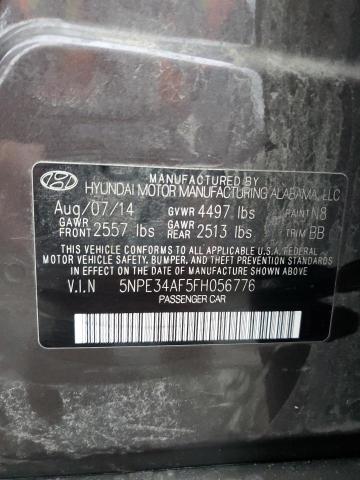 MANUFACTURED BY
HYUNDAI MOTOR MANUFACTURING ALABAMA, LLC
Aug/07/14 GVWR 4497 lbs PAINT N8
GAWR FRONT 2557 lbs GAWR REAR 2513 lbs TRIM BB
THIS VEHICLE CONFORMS TO ALL APPLICABLE U.S.A. FEDERAL
MOTOR VEHICLE SAFETY, BUMPER, AND THEFT PREVENTION
STANDARDS IN EFFECT ON THE DATE OF MANUFACTURE SHOWN ABOVE.
V.I.N 5NPE34AF5FH056776
PASSENGER CAR